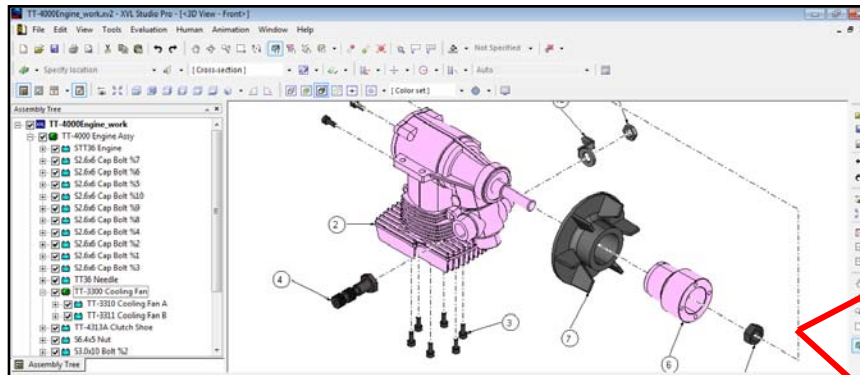 TT-4000Engine_work.xv2 - XVL Studio Pro - [<3D View - Front>]
File Edit View Tools Evaluation Human Animation Window Help
Not Specified
Specify location
[Cross-section]
Auto
[Color set]
Assembly Tree
TT-4000Engine_work
TT-4000 Engine Assy
STT36 Engine
S2.6x6 Cap Bolt %7
S2.6x6 Cap Bolt %6
S2.6x6 Cap Bolt %5
S2.6x6 Cap Bolt %10
S2.6x6 Cap Bolt %9
S2.6x6 Cap Bolt %8
S2.6x6 Cap Bolt %4
S2.6x6 Cap Bolt %2
S2.6x6 Cap Bolt %1
S2.6x6 Cap Bolt %3
TT36 Needle
TT-3300 Cooling Fan
TT-3310 Cooling Fan A
TT-3311 Cooling Fan B
TT-4313A Clutch Shoe
S6.4x5 Nut
S3.0x10 Bolt %2
Assembly Tree
2
4
3
7
6